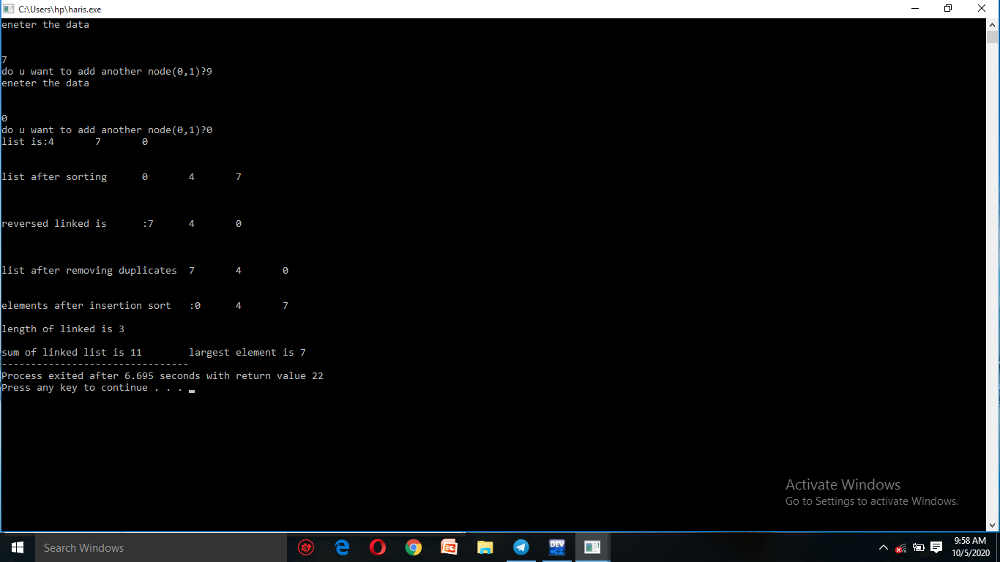 C:\Users\hp\haris.exe
eneter the data
7
do u want to add another node(0,1)?9
eneter the data
0
do u want to add another node(0,1)?0
list is:4 7 0
list after sorting 0 4 7
reversed linked is :7 4 0
list after removing duplicates 7 4 0
elements after insertion sort :0 4 7
length of linked is 3
sum of linked list is 11 largest element is 7
--------------------------------
Process exited after 6.695 seconds with return value 22
Press any key to continue . . .
Activate Windows
Go to Settings to activate Windows.
Search Windows
DEV
9:58 AM
10/5/2020